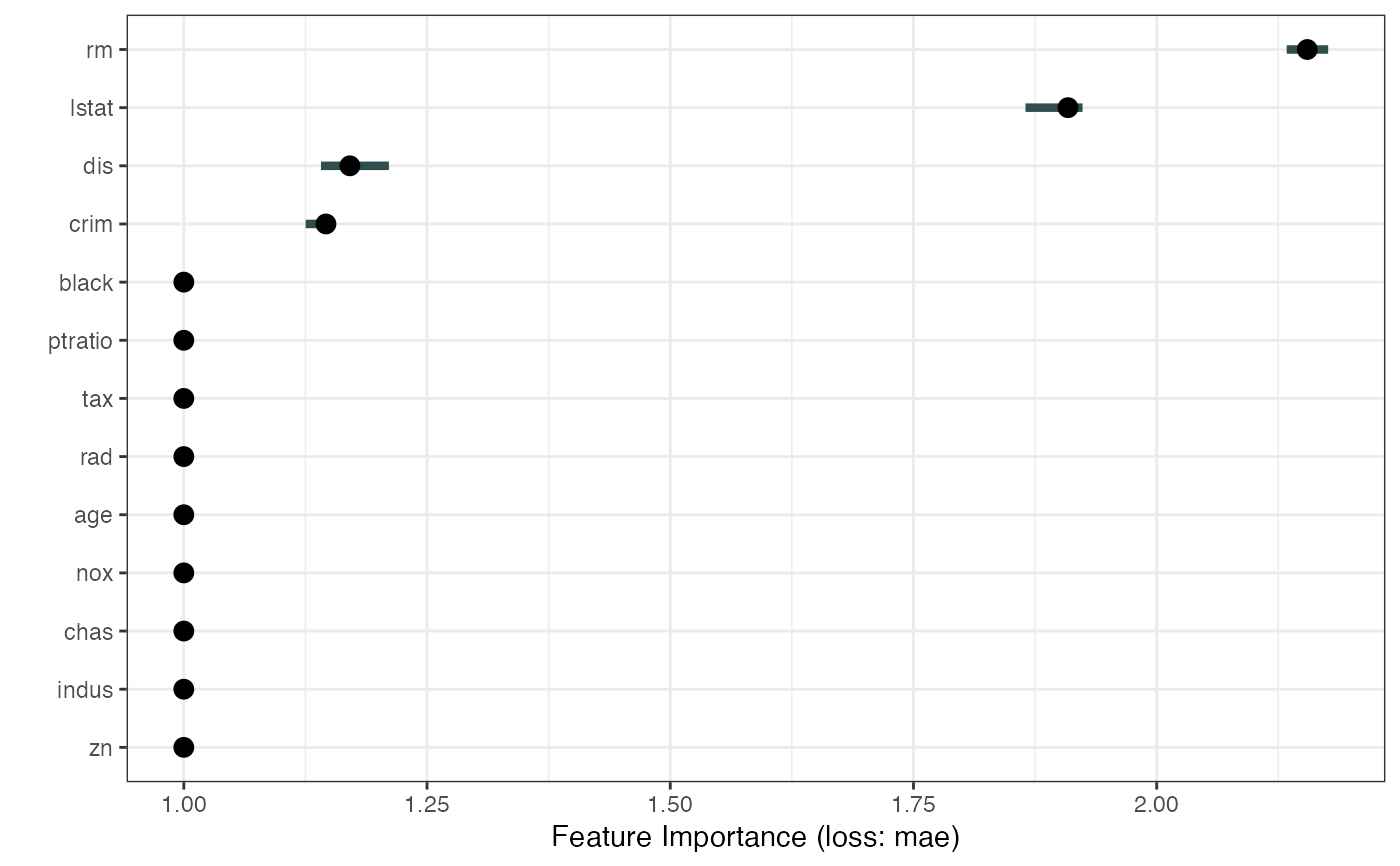 rm
lstat
dis
crim
black
ptratio
tax
rad
age
nox
chas
indus
zn
1.00 1.25 1.50 1.75 2.00
Feature Importance (loss: mae)